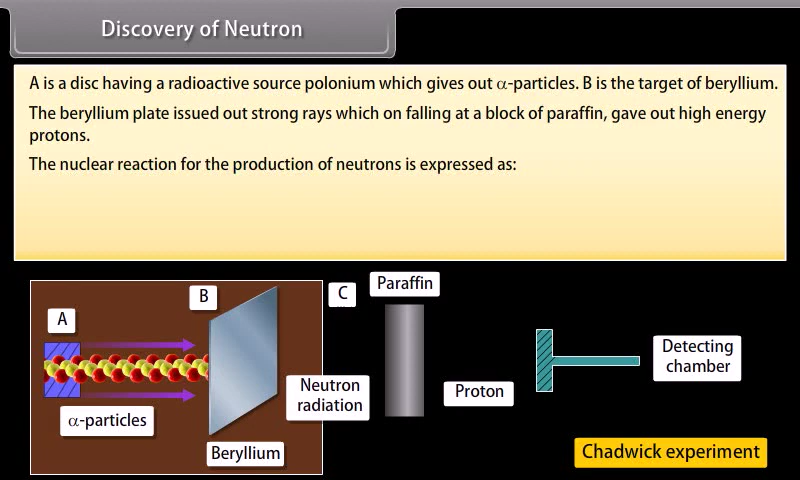 Discovery of Neutron
A is a disc having a radioactive source polonium which gives out α-particles. B is the target of beryllium.
The beryllium plate issued out strong rays which on falling at a block of paraffin, gave out high energy
protons.
The nuclear reaction for the production of neutrons is expressed as:
Paraffin
B
C
A
Detecting
chamber
Neutron
radiation
Proton
α-particles
Beryllium
Chadwick experiment